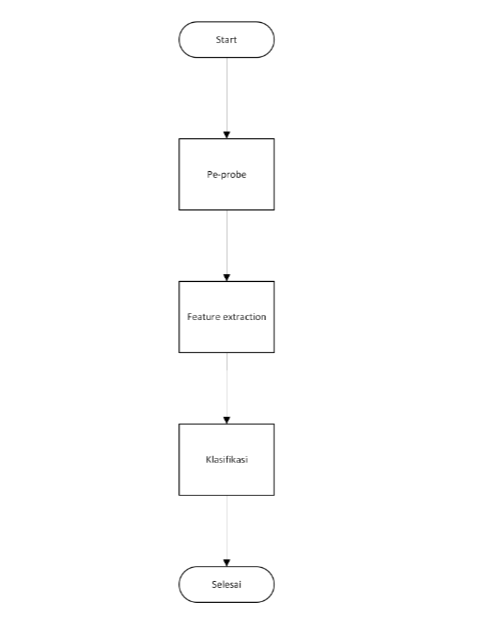 Start
Pe-probe
Feature extraction
Klasifikasi
Selesai